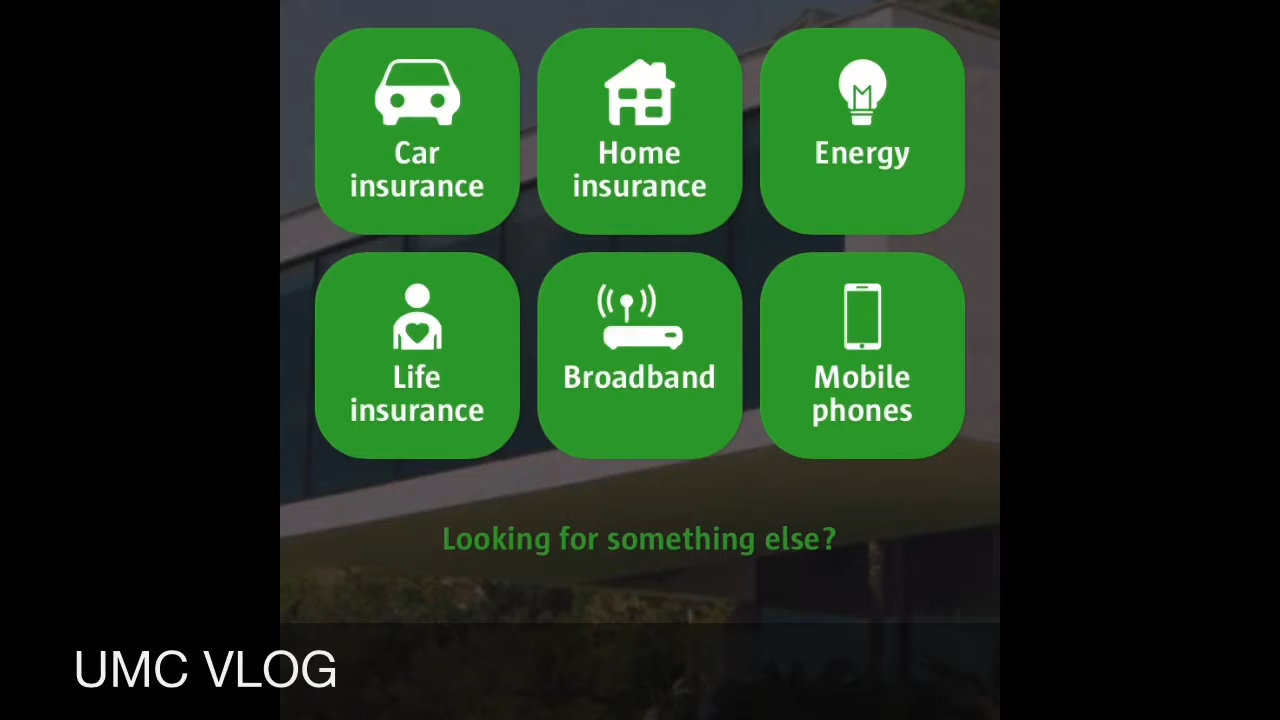 Car
insurance
Home
insurance
Energy
Life
insurance
Broadband
Mobile
phones
Looking for something else?
UMC VLOG